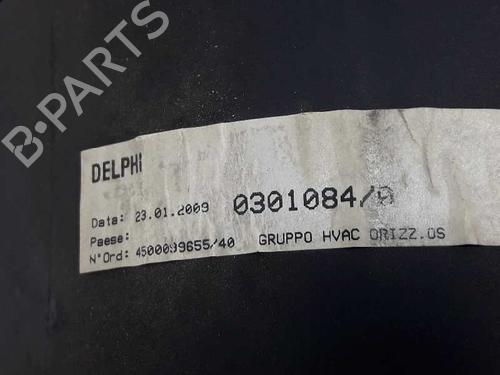 B-PARTS
DELPHI
Data: 23.01.2009 0301084/A
Paese:
N°Ord: 4500099655/40 GRUPPO HVAC ORIZZ.OS